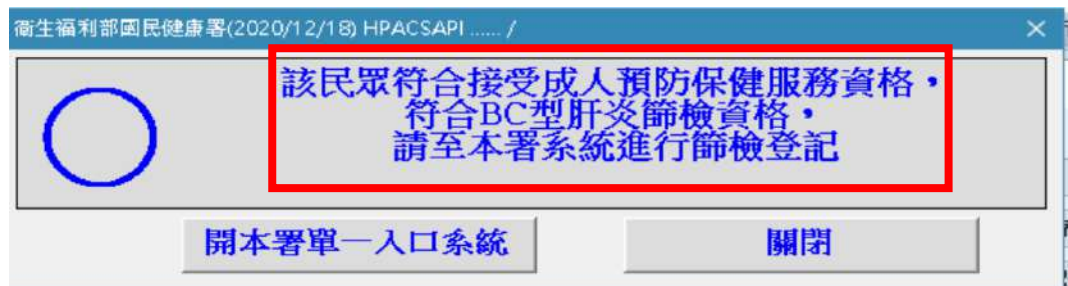 衛生福利部國民健康署(2020/12/18) HPACSAPI ...... /
該民眾符合接受成人預防保健服務資格，
符合BC型肝炎篩檢資格，
請至本署系統進行篩檢登記
開本署單一入口系統
關閉